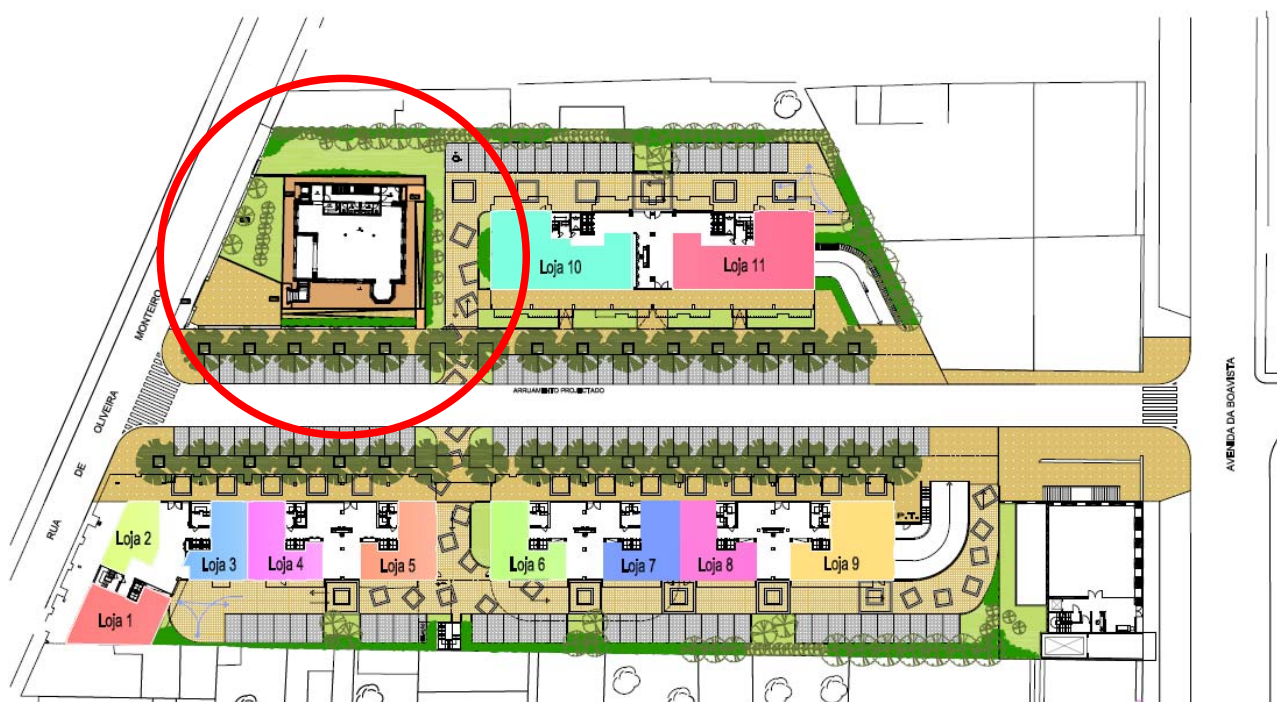 MONTEIRO
OLIVEIRA
DE
RUA
Loja 10
Loja 11
ARRUAMENTO PROJECTADO
AVENIDA DA BOAVISTA
P.T.
Loja 2
Loja 3
Loja 4
Loja 5
Loja 6
Loja 7
Loja 8
Loja 9
Loja 1